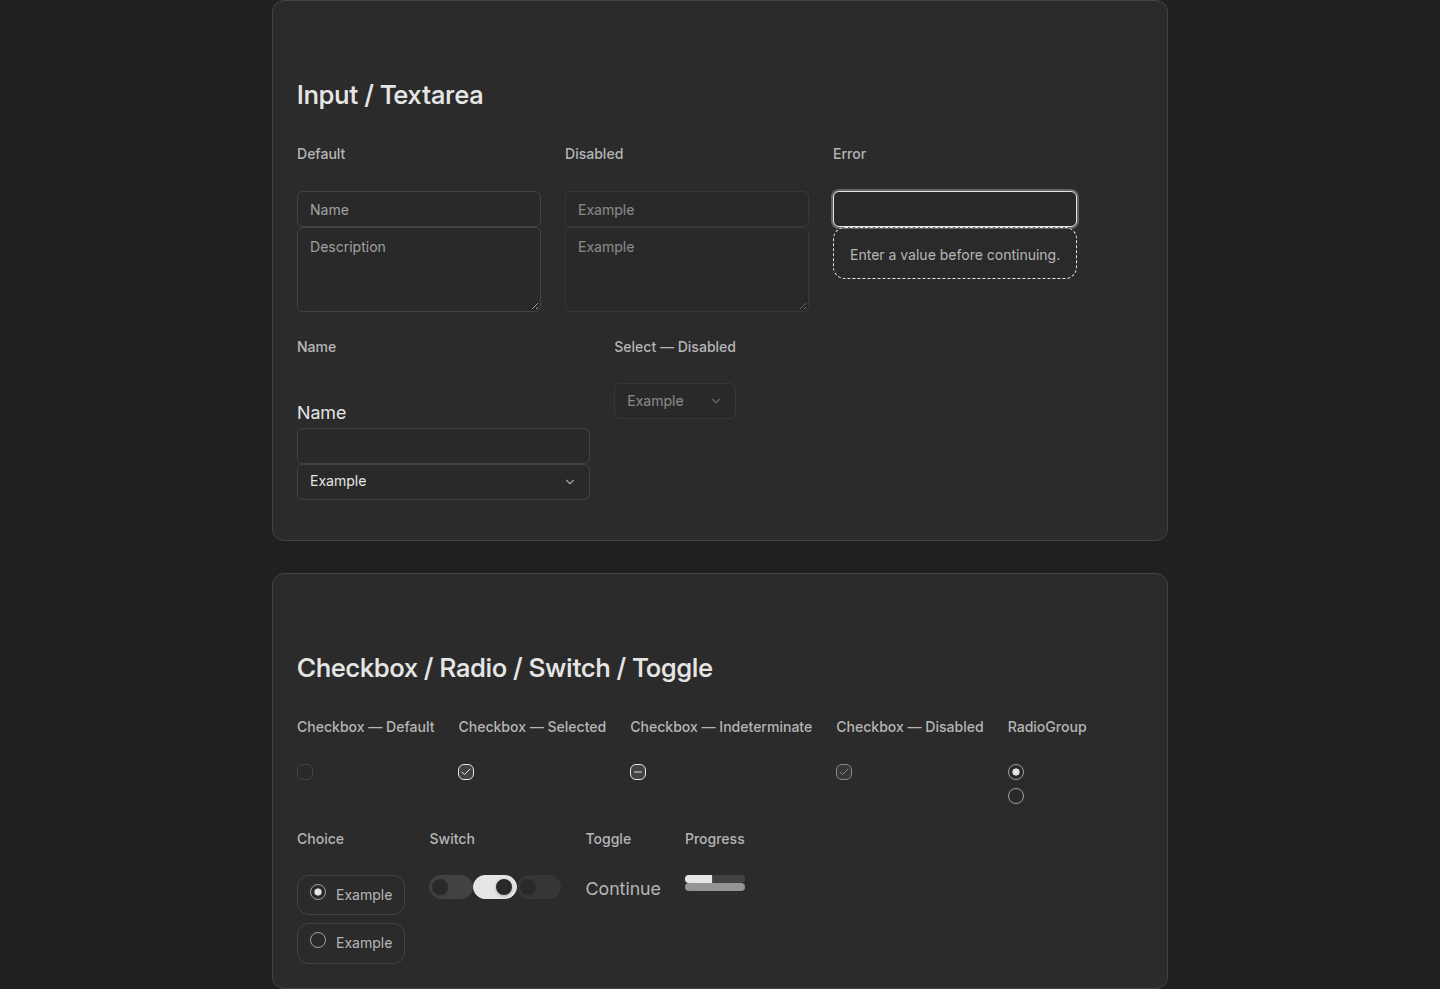 Input / Textarea
Default
Disabled
Error
Name
Example
Description
Example
Enter a value before continuing.
Name
Select — Disabled
Example
Name
Example
Checkbox / Radio / Switch / Toggle
Checkbox — Default
Checkbox — Selected
Checkbox — Indeterminate
Checkbox — Disabled
RadioGroup
Choice
Switch
Toggle
Progress
Example
Continue
Example